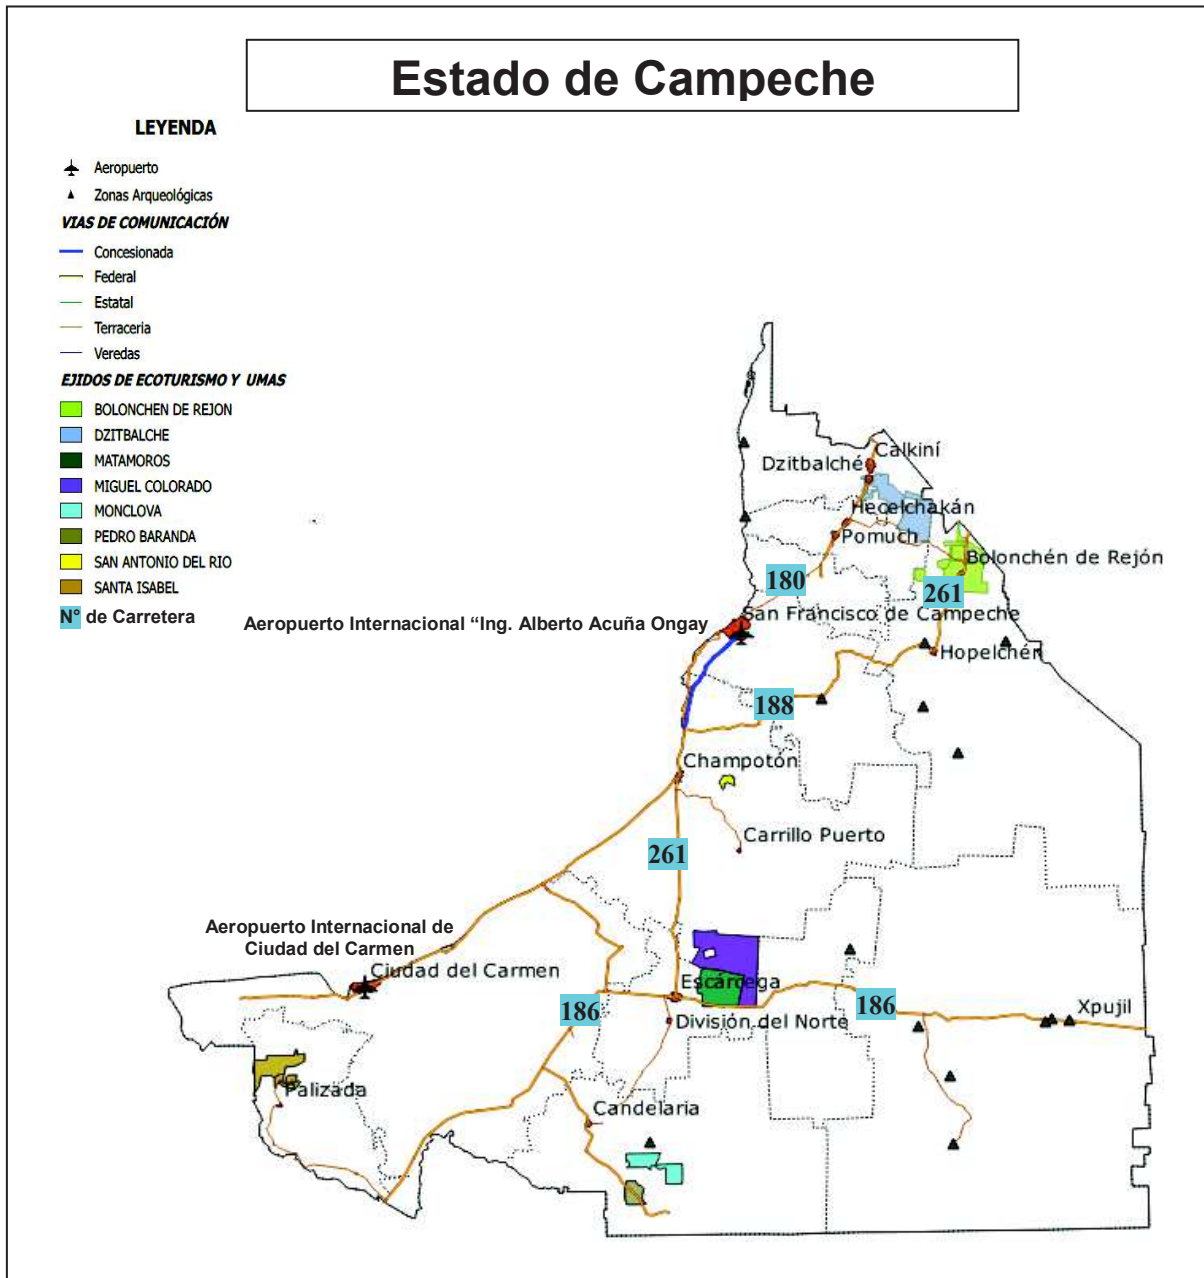 Estado de Campeche
LEYENDA
Aeropuerto
Zonas Arqueológicas
VIAS DE COMUNICACIÓN
Concesionada
Federal
Estatal
Terraceria
Veredas
EJIDOS DE ECOTURISMO Y UMAS
BOLONCHEN DE REJON
DZITBALCHE
MATAMOROS
MIGUEL COLORADO
MONCLOVA
PEDRO BARANDA
SAN ANTONIO DEL RIO
SANTA ISABEL
N° de Carretera
Calkiní
Dzitbalché
Hecelchakán
Pomuch
Bolonchén de Rejón
180
261
San Francisco de Campeche
Aeropuerto Internacional “Ing. Alberto Acuña Ongay
Hopelchén
188
Champotón
Carrillo Puerto
261
Aeropuerto Internacional de
Ciudad del Carmen
Ciudad del Carmen
Escárcega
186
186
Xpujil
División del Norte
Palizada
Candelaria